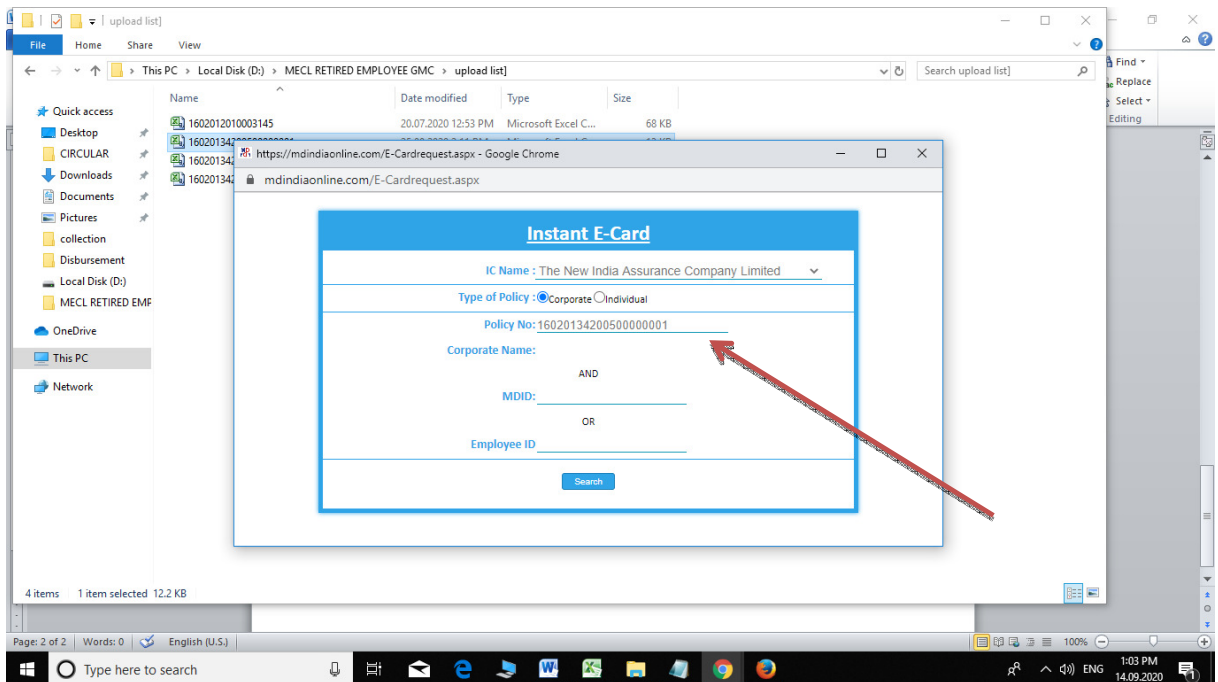 upload list]
File Home Share View
This PC > Local Disk (D:) > MECL RETIRED EMPLOYEE GMC > upload list]
Search upload list]
Find
Replace
Select
Editing
Name Date modified Type Size
Quick access
Desktop
CIRCULAR
Downloads
Documents
Pictures
collection
Disbursement
Local Disk (D:)
MECL RETIRED EMP
OneDrive
This PC
Network
1602012010003145 20.07.2020 12:53 PM Microsoft Excel C... 68 KB
16020134
16020134
16020134
https://mdindiaonline.com/E-Cardrequest.aspx - Google Chrome
mdindiaonline.com/E-Cardrequest.aspx
Instant E-Card
IC Name : The New India Assurance Company Limited
Type of Policy : Corporate Individual
Policy No: 16020134200500000001
Corporate Name:
AND
MDID:
OR
Employee ID
Search
4 items 1 item selected 12.2 KB
Page: 2 of 2 Words: 0 English (U.S.) 100%
Type here to search
ENG 1:03 PM
14.09.2020